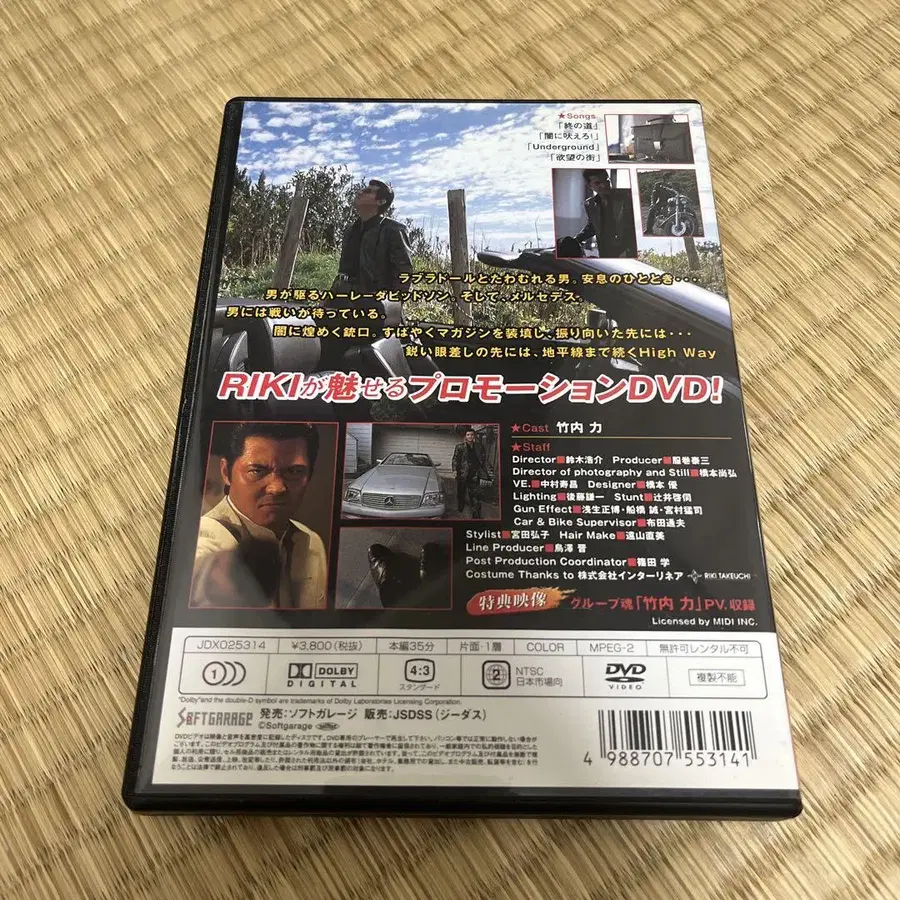 ★Songs
「終の道」
「闇に吠えろ!」
「Underground」
「欲望の街」
ラブラドールとたわむれる男。安息のひととき・・・
男が駆るハーレーダビッドソン。そして、メルセデス。
男には戦いが待っている。
闇に煌めく銃口。すばやくマガジンを装填し、振り向いた先には・・・
鋭い眼差しの先には、地平線まで続くHigh Way
RIKIが魅せるプロモーションDVD!
★Cast 竹内 力
★Staff
Director■鈴木浩介 Producer■服巻泰三
Director of photography and Still■橋本尚弘
VE.■中村寿昌 Designer■橋本 優
Lighting■後藤謙一 Stunt■辻井啓伺
Gun Effect■浅生正博・船橋 誠・宮村猛司
Car & Bike Supervisor■布田通夫
Stylist■宮田弘子 Hair Make■遠山直美
Line Producer■鳥澤 晋
Post Production Coordinator■篠田 学
Costume Thanks to 株式会社インターリネア RIKI TAKEUCHI
特典映像 グループ魂「竹内 力」PV.収録
Licensed by MIDI INC.
JDXO25314 ¥3,800(税抜) 本編35分 片面・1層 COLOR MPEG-2 無許可レンタル不可
DOLBY DIGITAL 4:3 スタンダード 2 NTSC 日本市場向 DVD VIDEO 複製不能
"Dolby"and the double-D symbol are trademarks of Dolby Laboratories Licensing Corporation.
SOFTGARAGE 発売:ソフトガレージ 販売:JSDSS(ジーダス)
©Softgarage
4 988707 553141